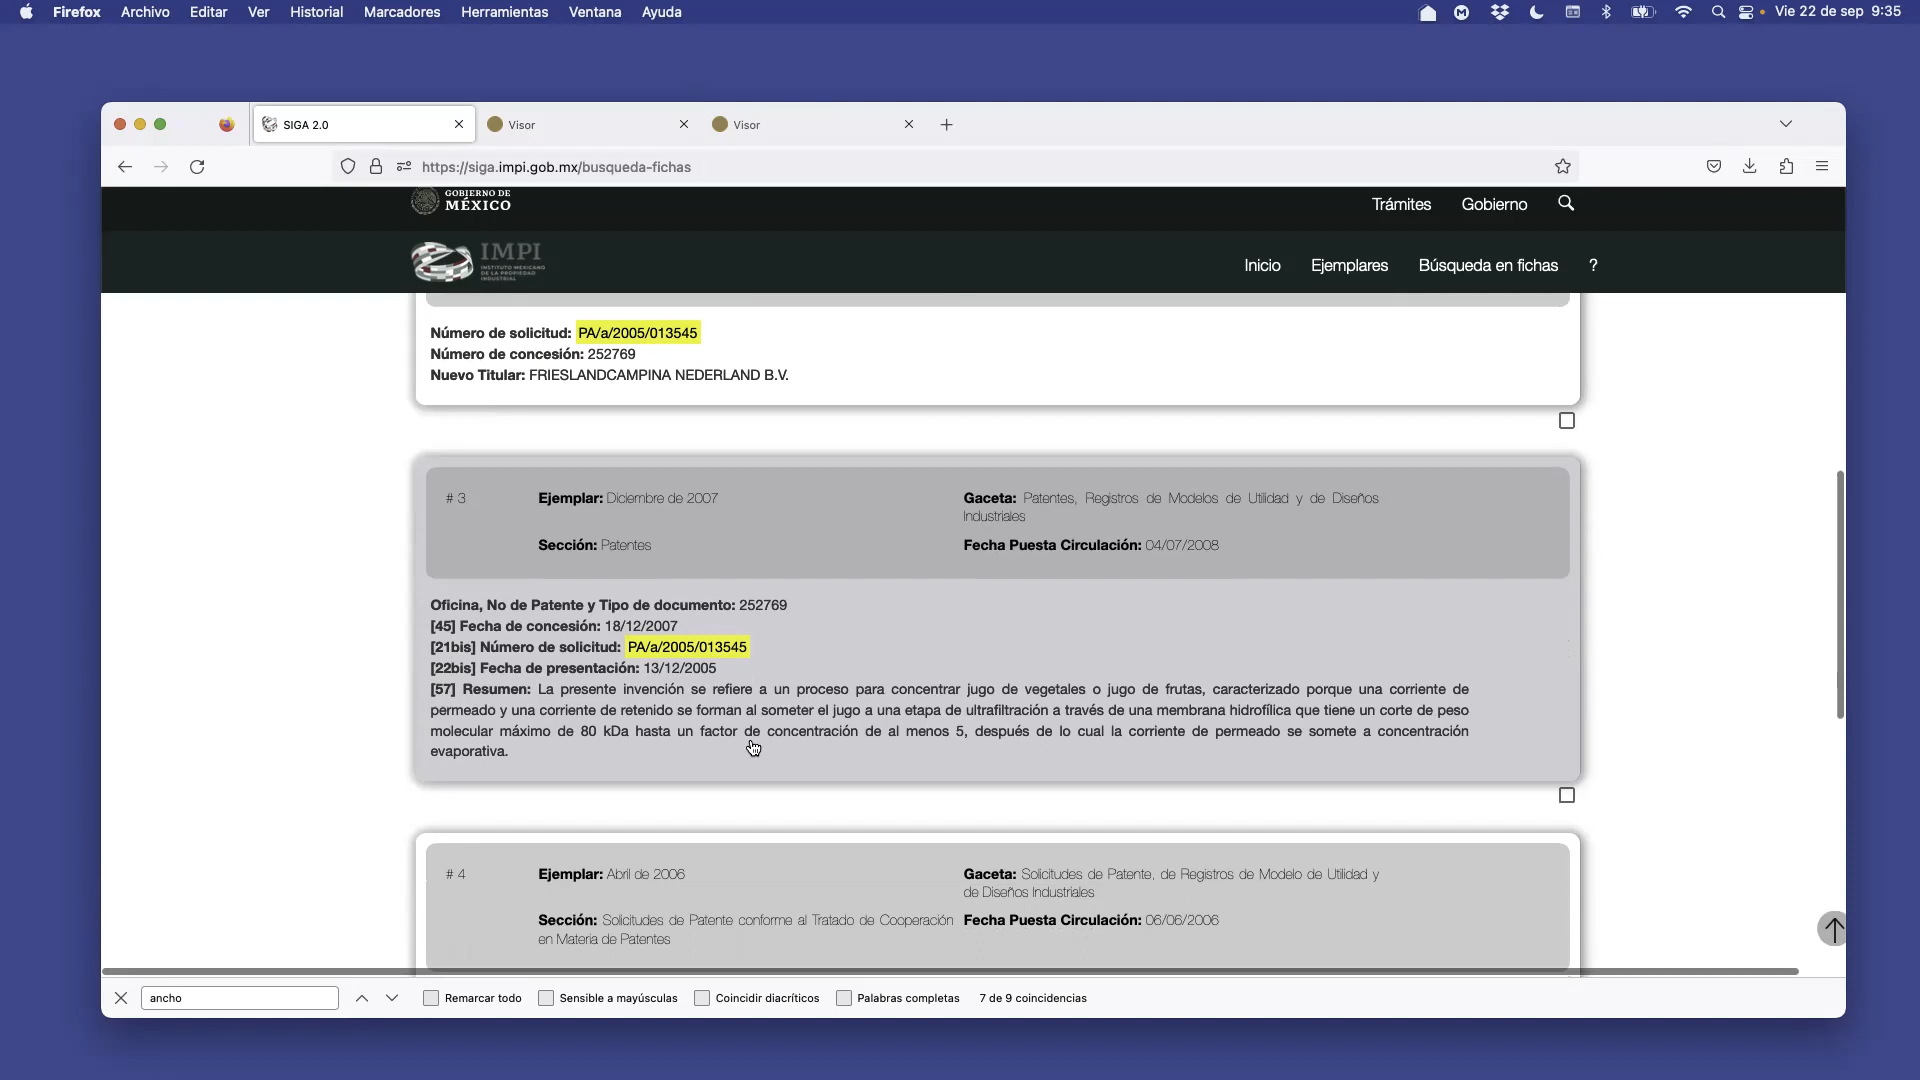 Firefox Archivo Editar Ver Historial Marcadores Herramientas Ventana Ayuda Vie 22 de sep 9:35
SIGA 2.0 Visor Visor
https://siga.impi.gob.mx/busqueda-fichas
GOBIERNO DE
MÉXICO
Trámites Gobierno
IMPI
INSTITUTO MEXICANO
DE LA PROPIEDAD
INDUSTRIAL
Inicio Ejemplares Búsqueda en fichas ?
Número de solicitud: PA/a/2005/013545
Número de concesión: 252769
Nuevo Titular: FRIESLANDCAMPINA NEDERLAND B.V.
# 3 Ejemplar: Diciembre de 2007 Gaceta: Patentes, Registros de Modelos de Utilidad y de Diseños
Industriales
Sección: Patentes Fecha Puesta Circulación: 04/07/2008
Oficina, No de Patente y Tipo de documento: 252769
[45] Fecha de concesión: 18/12/2007
[21bis] Número de solicitud: PA/a/2005/013545
[22bis] Fecha de presentación: 13/12/2005
[57] Resumen: La presente invención se refiere a un proceso para concentrar jugo de vegetales o jugo de frutas, caracterizado porque una corriente de
permeado y una corriente de retenido se forman al someter el jugo a una etapa de ultrafiltración a través de una membrana hidrofílica que tiene un corte de peso
molecular máximo de 80 kDa hasta un factor de concentración de al menos 5, después de lo cual la corriente de permeado se somete a concentración
evaporativa.
# 4 Ejemplar: Abril de 2006 Gaceta: Solicitudes de Patente, de Registros de Modelo de Utilidad y
de Diseños Industriales
Sección: Solicitudes de Patente conforme al Tratado de Cooperación Fecha Puesta Circulación: 06/06/2006
en Materia de Patentes
ancho Remarcar todo Sensible a mayúsculas Coincidir diacríticos Palabras completas 7 de 9 coincidencias